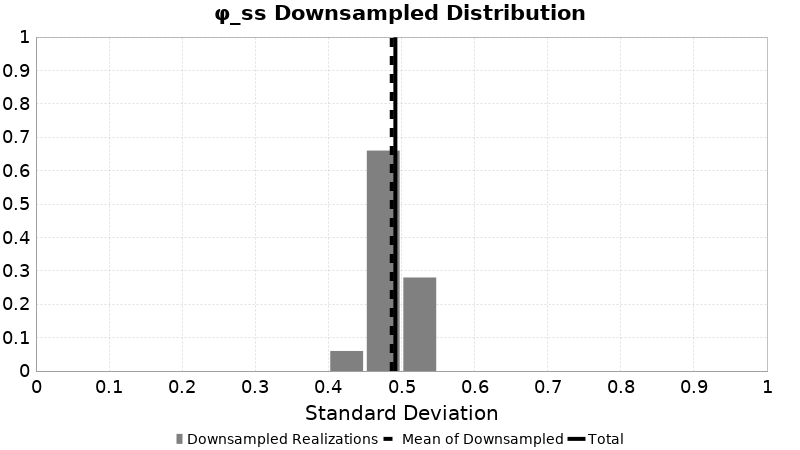 φ_ss Downsampled Distribution
1
0.9
0.8
0.7
0.6
0.5
0.4
0.3
0.2
0.1
0
0 0.1 0.2 0.3 0.4 0.5 0.6 0.7 0.8 0.9 1
Standard Deviation
Downsampled Realizations Mean of Downsampled Total